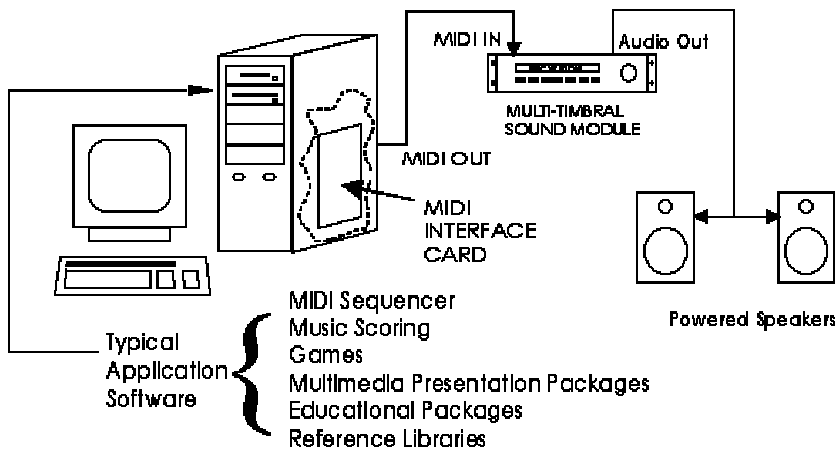 MIDI IN
Audio Out
MULTI-TIMBRAL
SOUND MODULE
MIDI OUT
MIDI
INTERFACE
CARD
Powered Speakers
Typical
Application
Software
MIDI Sequencer
Music Scoring
Games
Multimedia Presentation Packages
Educational Packages
Reference Libraries